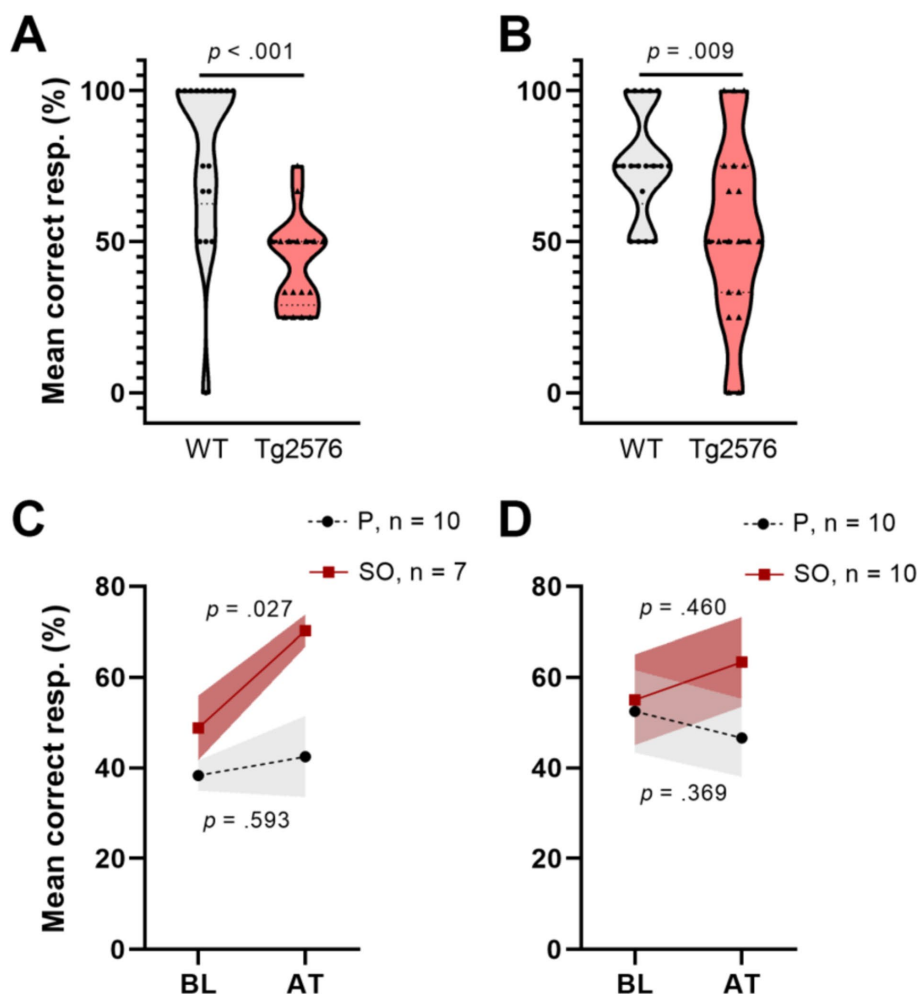 A
B
p < .001
p = .009
Mean correct resp. (%)
100
50
0
WT
Tg2576
100
50
0
WT
Tg2576
C
D
P, n = 10
SO, n = 7
P, n = 10
SO, n = 10
Mean correct resp. (%)
80
60
40
20
0
p = .027
p = .593
BL
AT
80
60
40
20
0
p = .460
p = .369
BL
AT